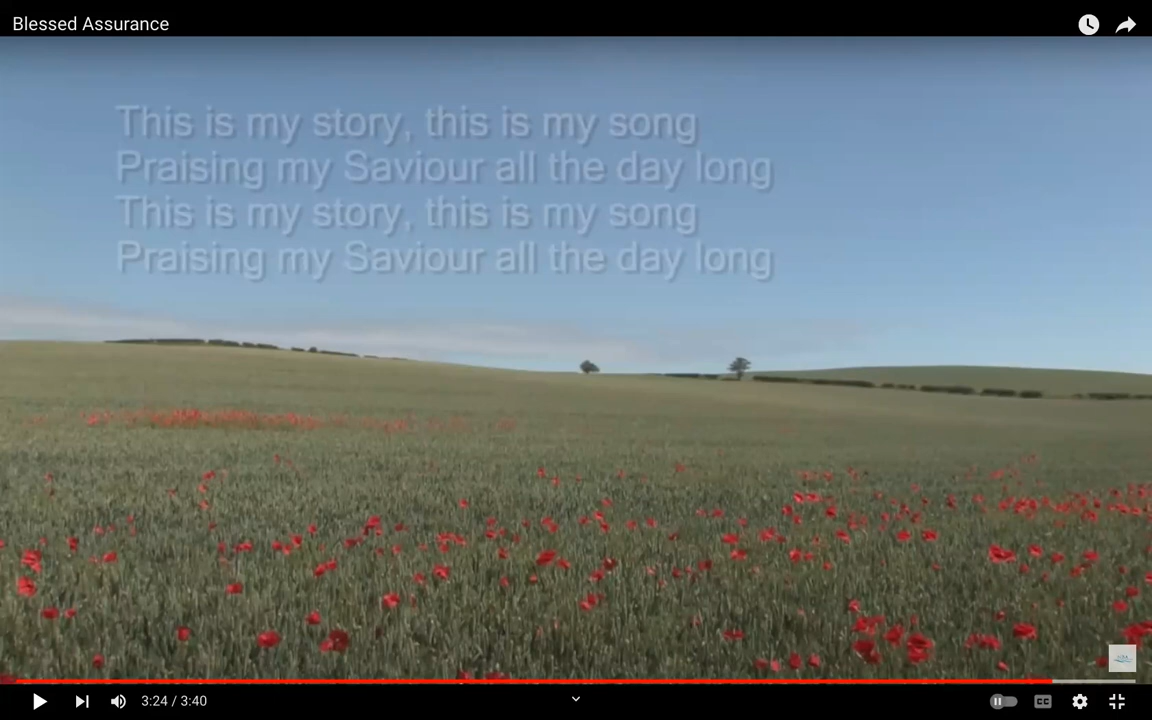 Blessed Assurance
This is my story, this is my song
Praising my Saviour all the day long
This is my story, this is my song
Praising my Saviour all the day long
3:24 / 3:40
CC